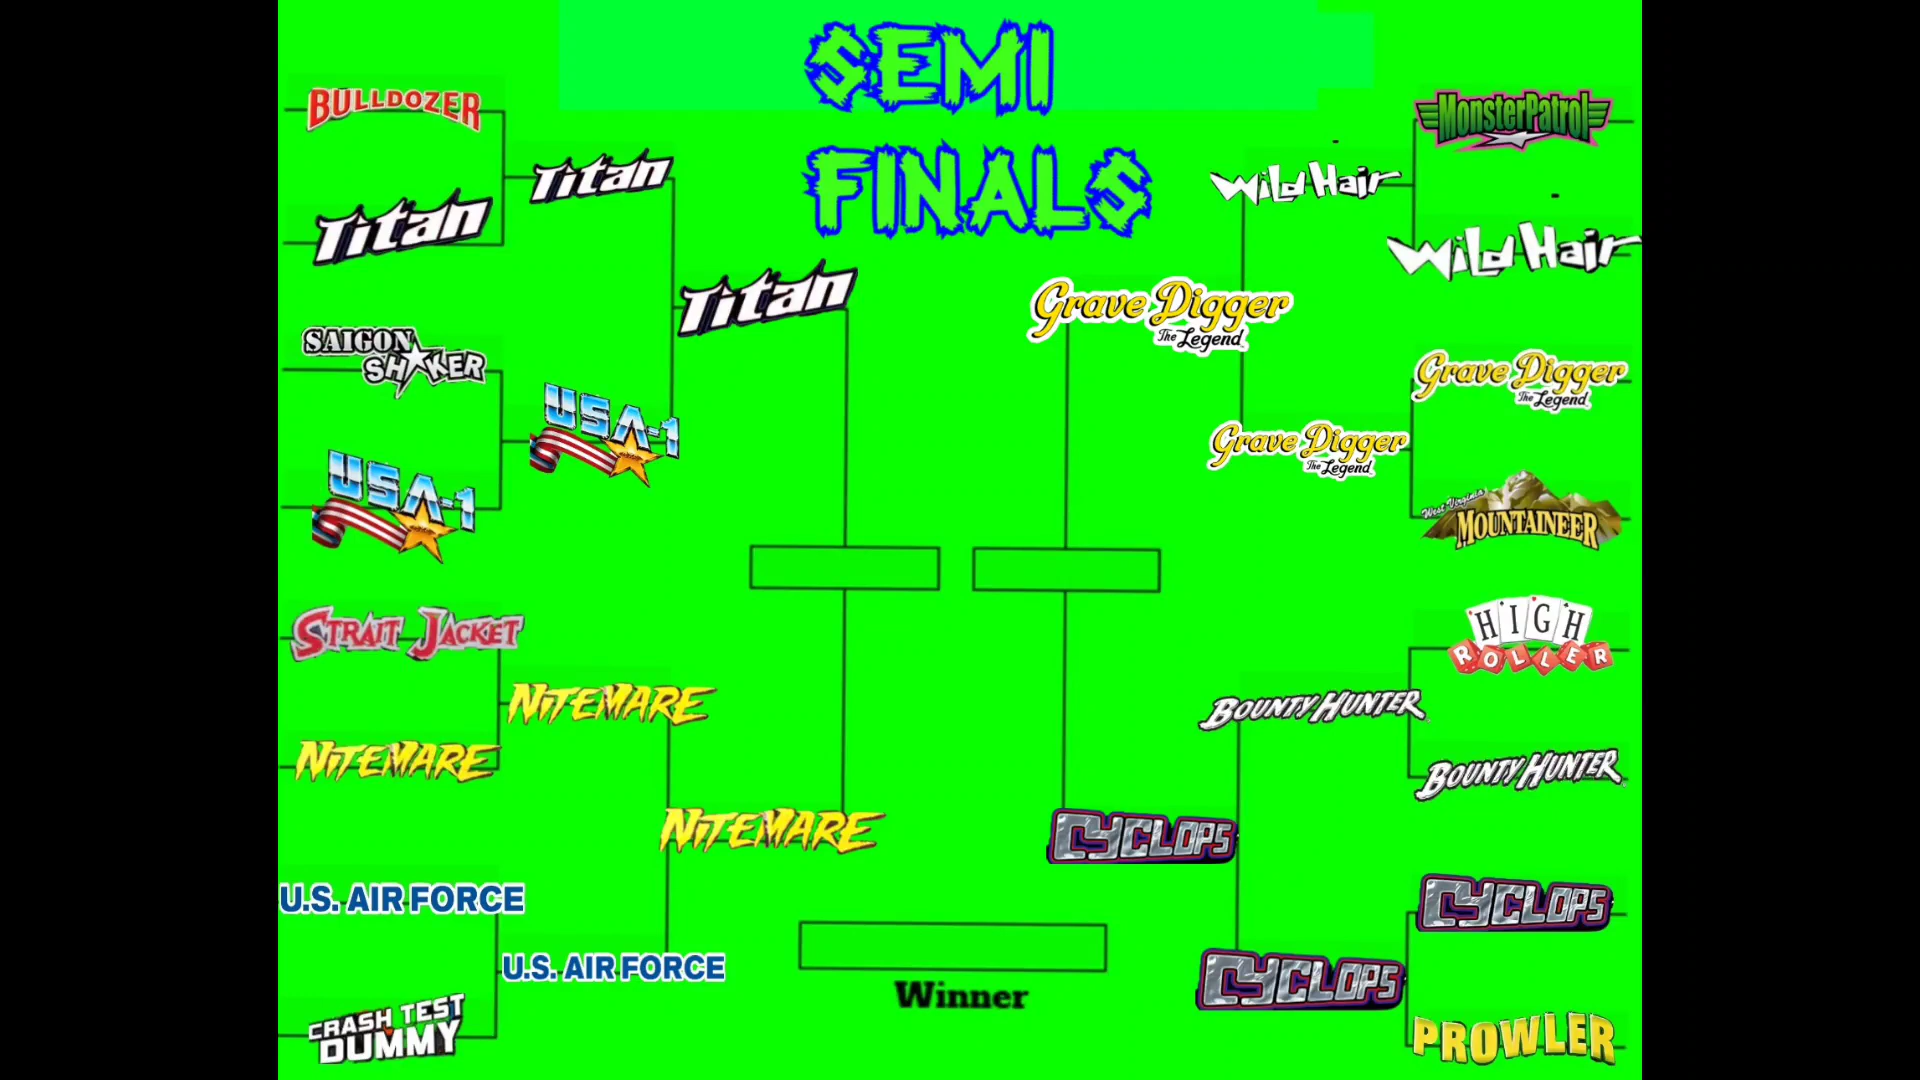 SEMI
FINALS
BULLDOZER
Titan
SAIGON
SHAKER
USA-1
STRAIT JACKET
NITEMARE
U.S. AIR FORCE
CRASH TEST
DUMMY
Titan
USA-1
NITEMARE
U.S. AIR FORCE
Titan
NITEMARE
Grave Digger
The Legend
CYCLOPS
Wild Hair
Grave Digger
The Legend
BOUNTY HUNTER
CYCLOPS
MonsterPatrol
Wild Hair
Grave Digger
The Legend
West Virginia
MOUNTAINEER
HIGH
ROLLER
BOUNTY HUNTER
CYCLOPS
PROWLER
Winner